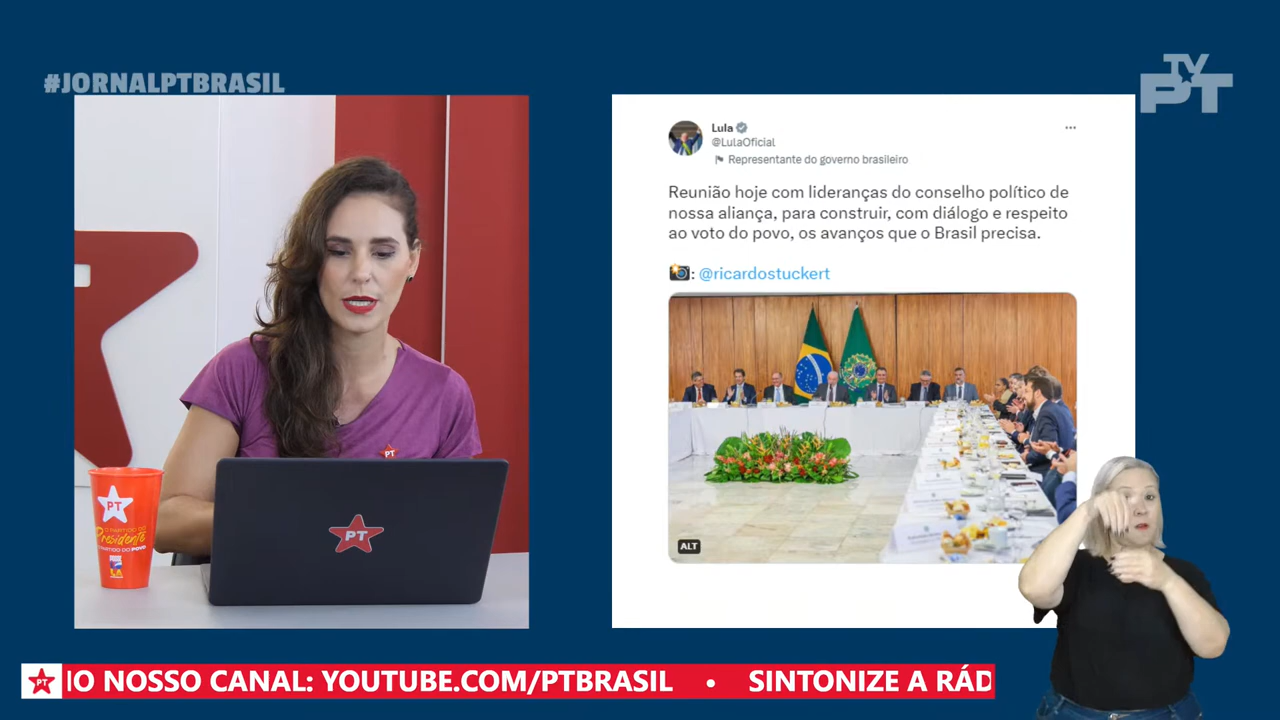 #JORNALPTBRASIL
TV
PT
Lula
@LulaOficial
Representante do governo brasileiro
Reunião hoje com lideranças do conselho político de
nossa aliança, para construir, com diálogo e respeito
ao voto do povo, os avanços que o Brasil precisa.
: @ricardostuckert
ALT
PT
PT
O PARTIDO DO
Presidente
PARTIDO DO POVO
PT
PT
IO NOSSO CANAL: YOUTUBE.COM/PTBRASIL • SINTONIZE A RÁD